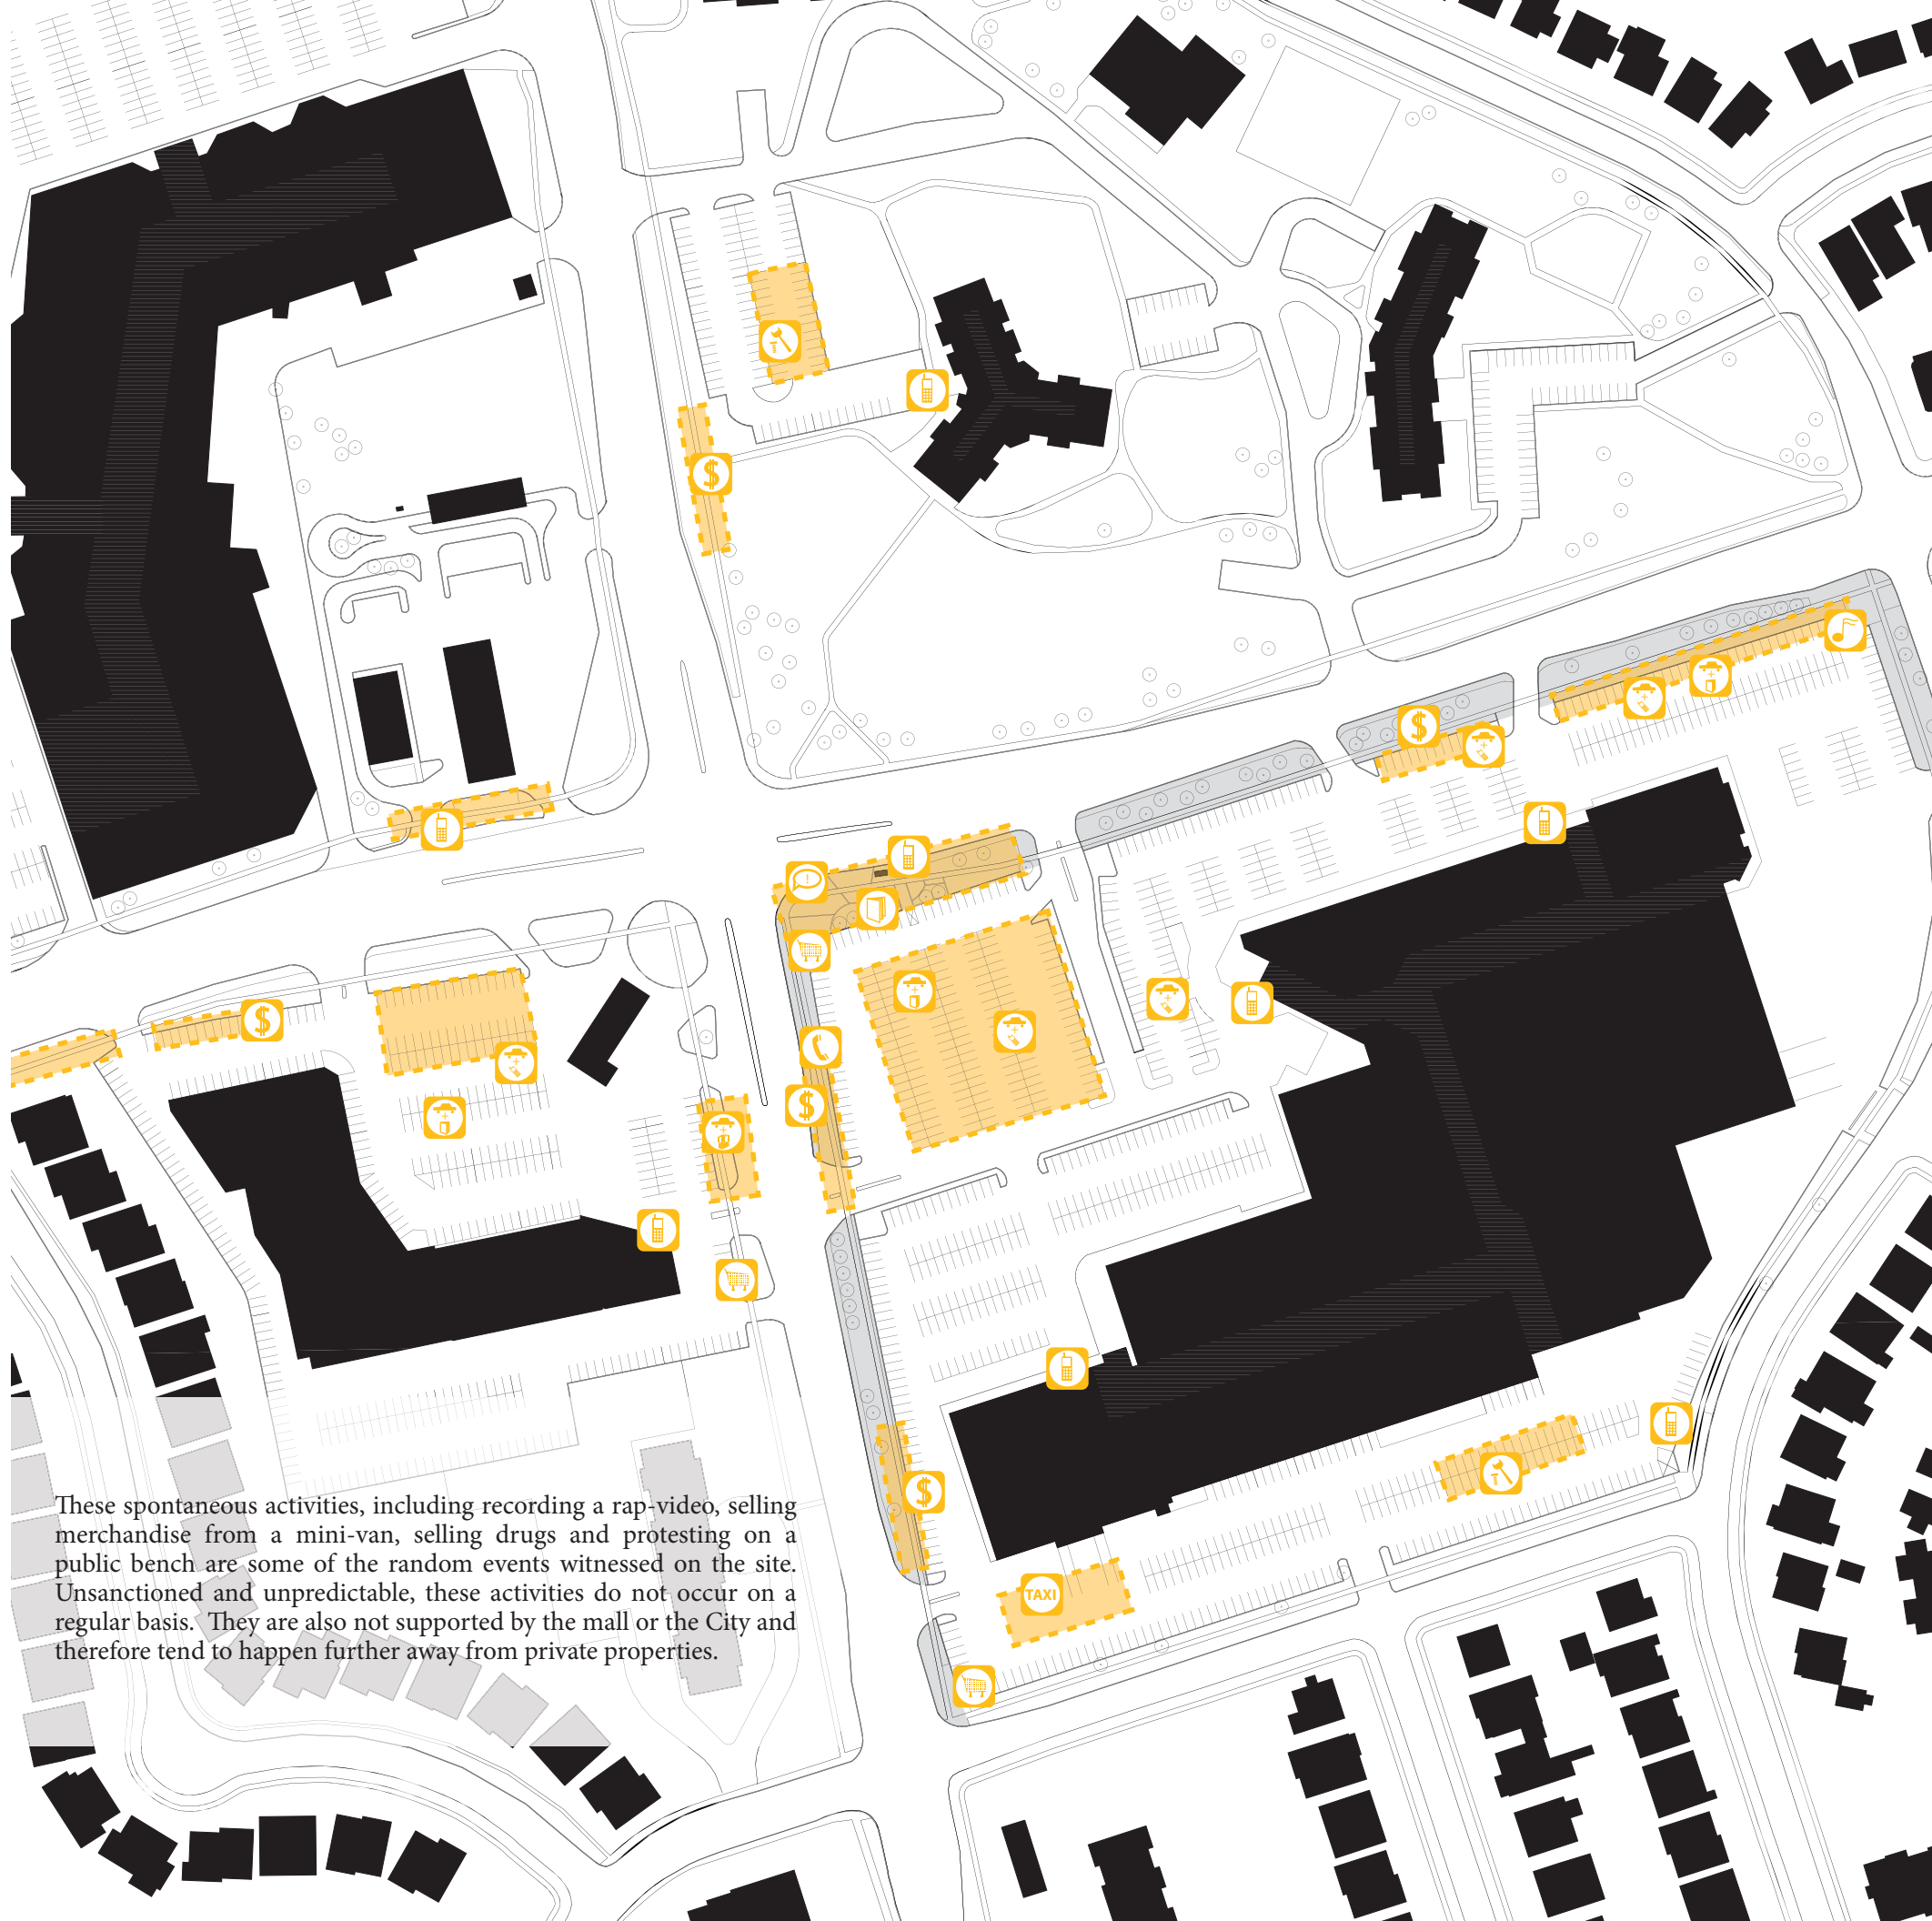 $
$
!
$
$
TAXI
$
These spontaneous activities, including recording a rap-video, selling
merchandise from a mini-van, selling drugs and protesting on a
public bench are some of the random events witnessed on the site.
Unsanctioned and unpredictable, these activities do not occur on a
regular basis. They are also not supported by the mall or the City and
therefore tend to happen further away from private properties.